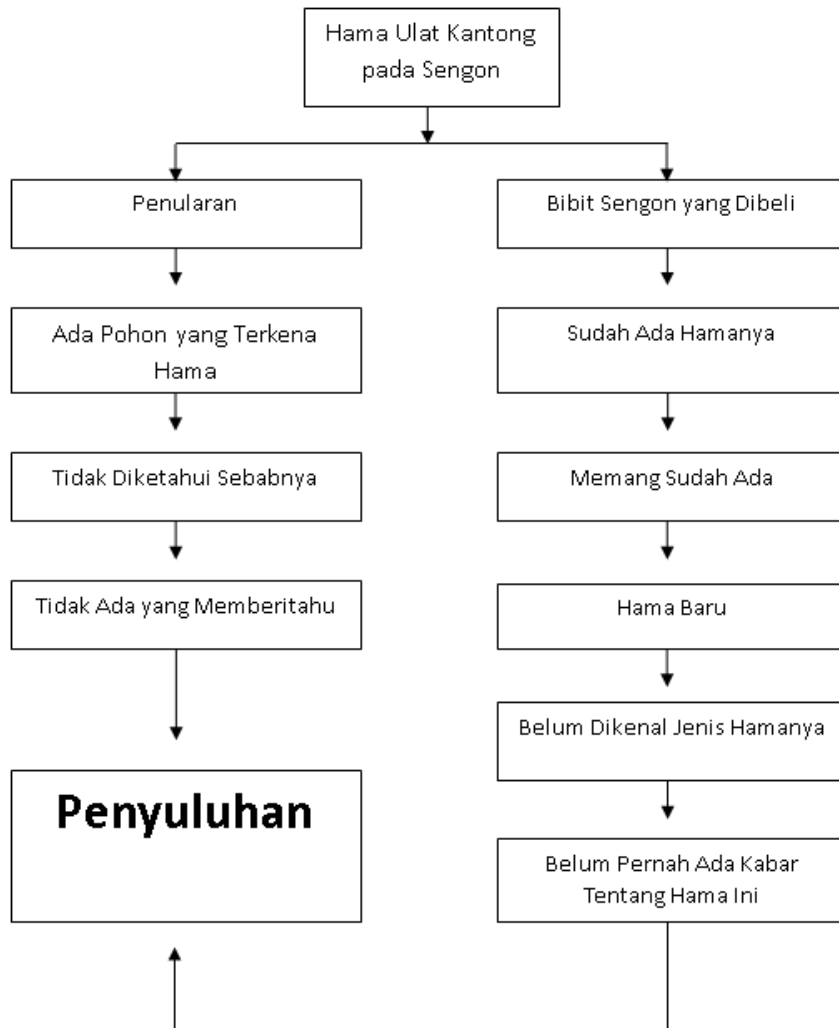 Hama Ulat Kantong
pada Sengon
Penularan
Ada Pohon yang Terkena
Hama
Tidak Diketahui Sebabnya
Tidak Ada yang Memberitahu
Penyuluhan
Bibit Sengon yang Dibeli
Sudah Ada Hamanya
Memang Sudah Ada
Hama Baru
Belum Dikenal Jenis Hamanya
Belum Pernah Ada Kabar
Tentang Hama Ini